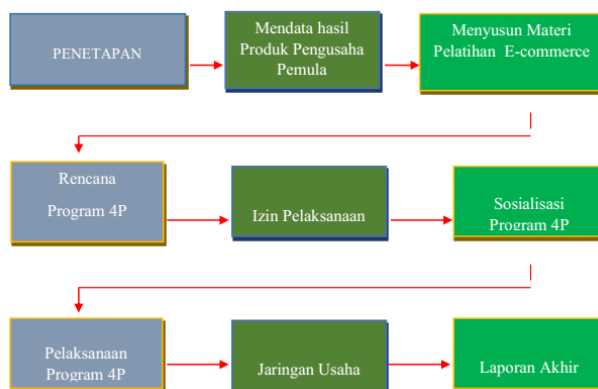 PENETAPAN
Mendata hasil
Produk Pengusaha
Pemula
Menyusun Materi
Pelatihan E-commerce
Rencana
Program 4P
Izin Pelaksanaan
Sosialisasi
Program 4P
Pelaksanaan
Program 4P
Jaringan Usaha
Laporan Akhir